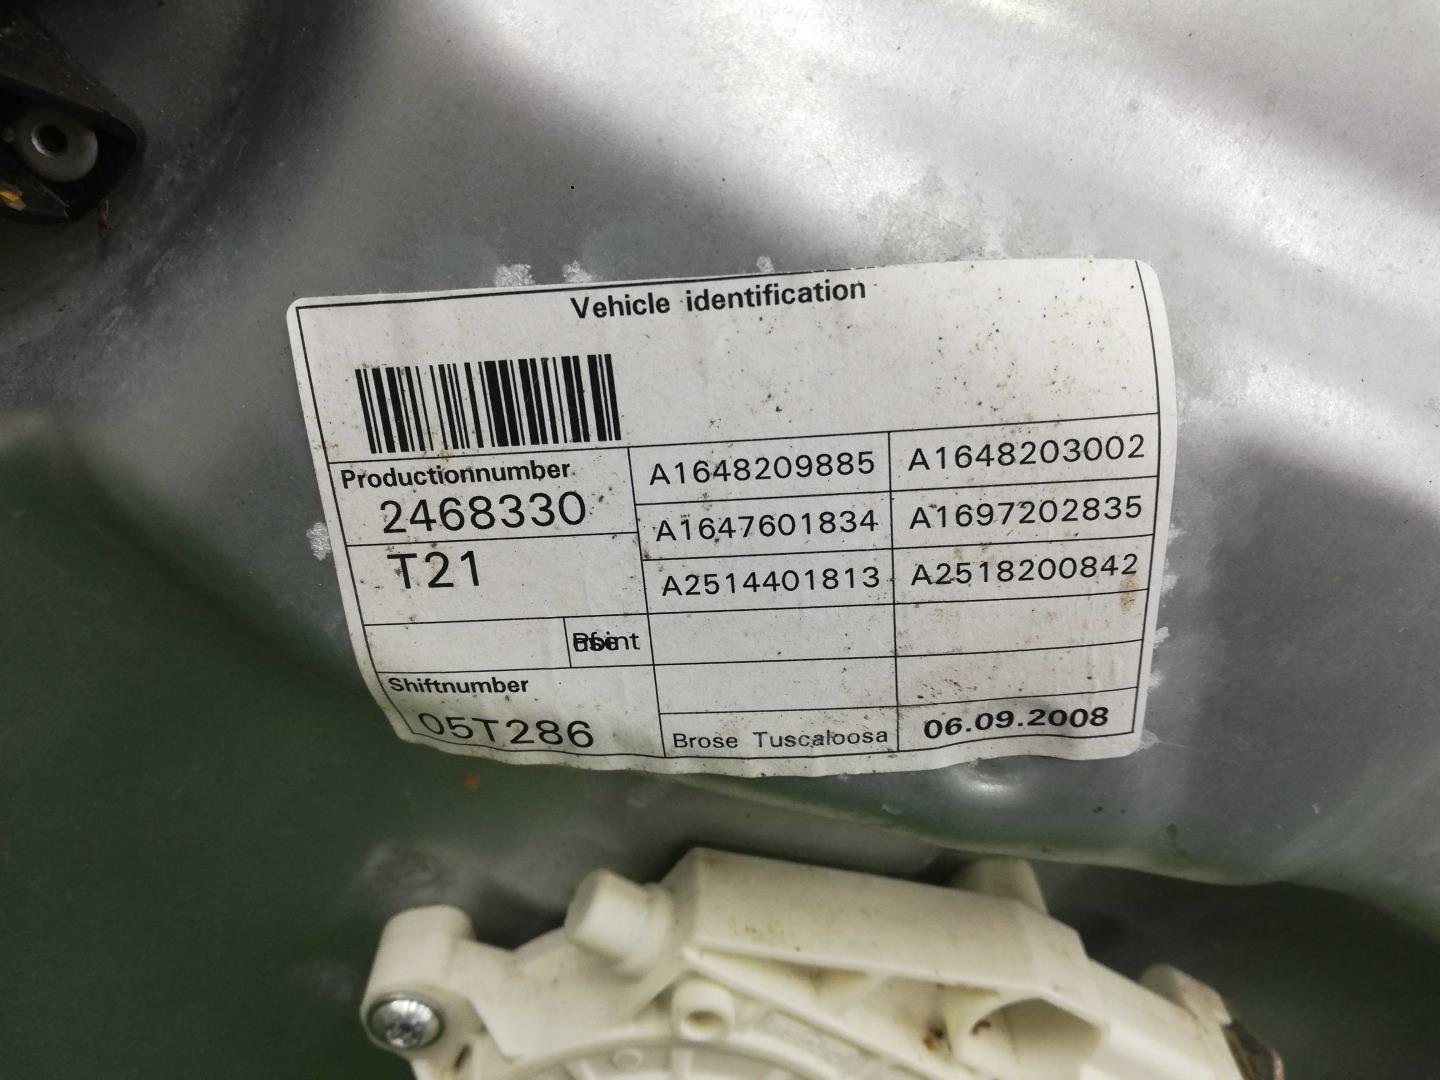 Vehicle identification
Productionnumber
2468330
T21
A1648209885 A1648203002
A1647601834 A1697202835
A2514401813 A2518200842
Shiftnumber
05T286
Brose Tuscaloosa
06.09.2008